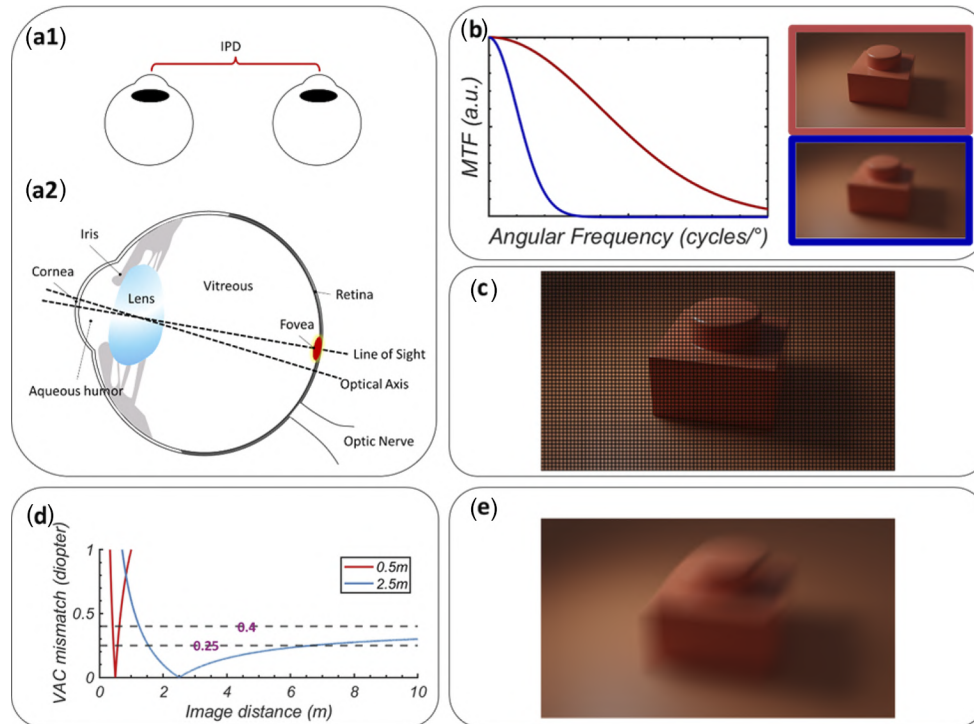 (a1)
IPD
(a2)
Iris
Cornea
Lens
Vitreous
Retina
Fovea
Line of Sight
Optical Axis
Aqueous humor
Optic Nerve
(b)
MTF (a.u.)
Angular Frequency (cycles/°)
(c)
(d)
VAC mismatch (diopter)
1
0.5
0
0.4
0.25
0.5m
2.5m
0 2 4 6 8 10
Image distance (m)
(e)